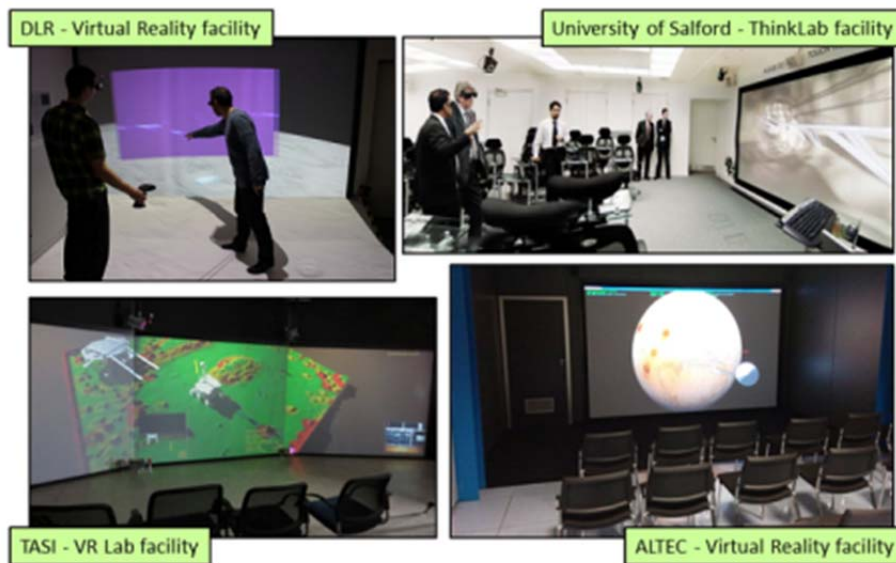 DLR - Virtual Reality facility
University of Salford - ThinkLab facility
TASI - VR Lab facility
ALTEC - Virtual Reality facility